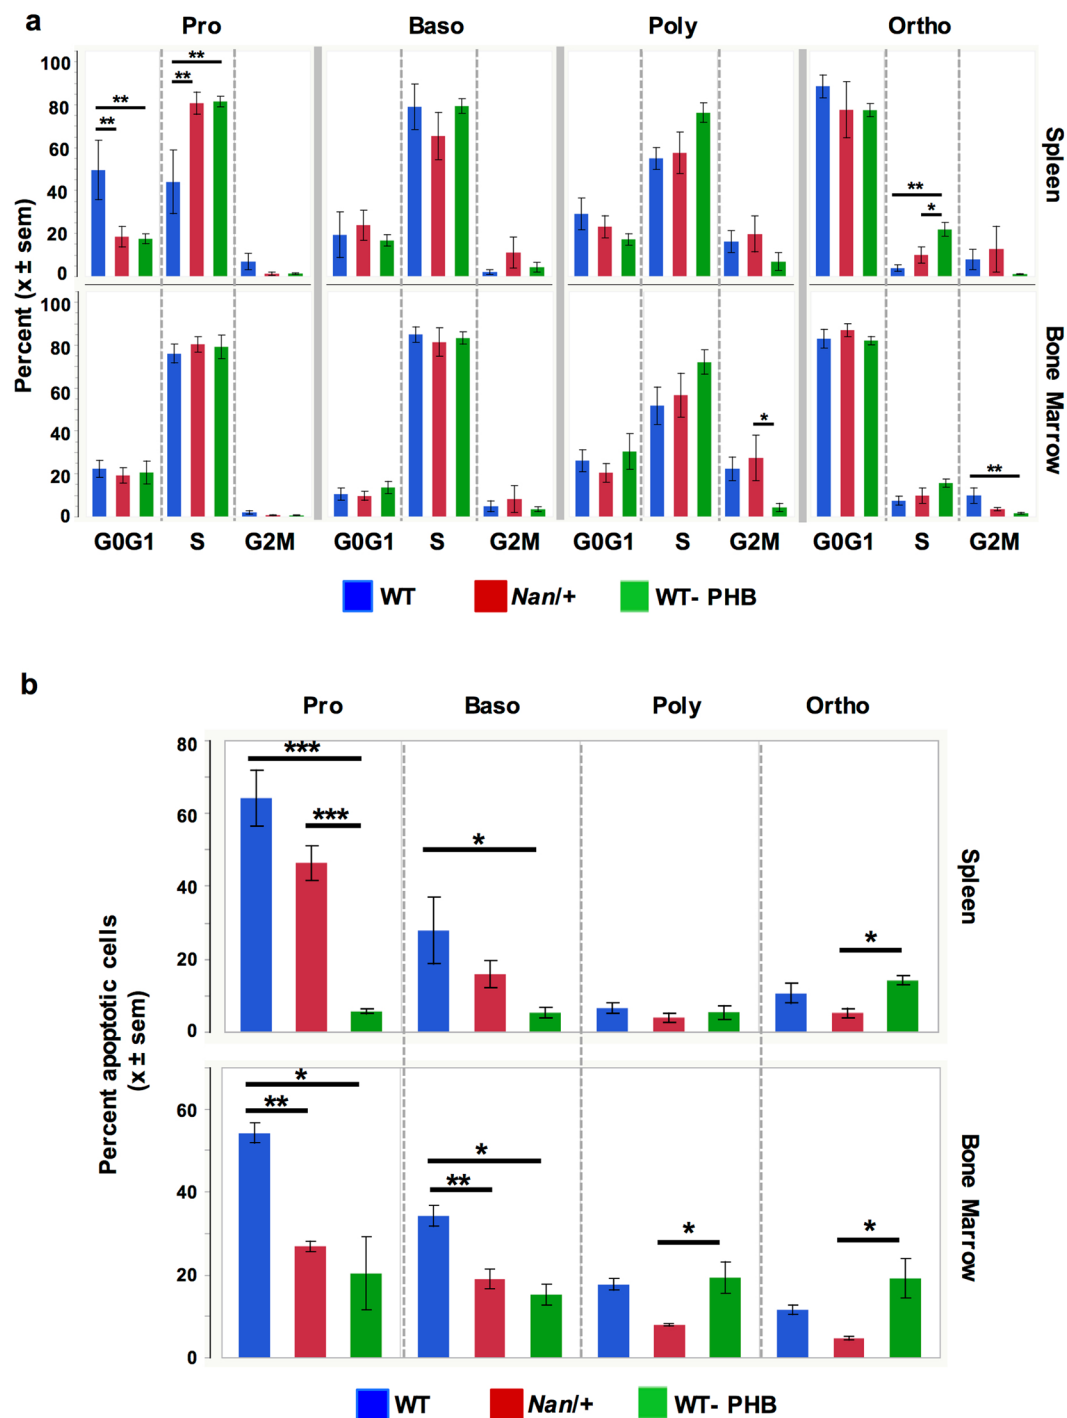 a
Pro Baso Poly Ortho
** ** ** **
100
80
60
40
20
0
** *
Spleen
Percent (x ± sem)
100
80
60
40
20
0
* **
Bone Marrow
G0G1 S G2M G0G1 S G2M G0G1 S G2M G0G1 S G2M
WT Nan/+ WT- PHB
b
Pro Baso Poly Ortho
80
60
40
20
0
*** *** * *
Spleen
Percent apoptotic cells
(x ± sem)
60
40
20
0
* ** * ** * *
Bone Marrow
WT Nan/+ WT- PHB